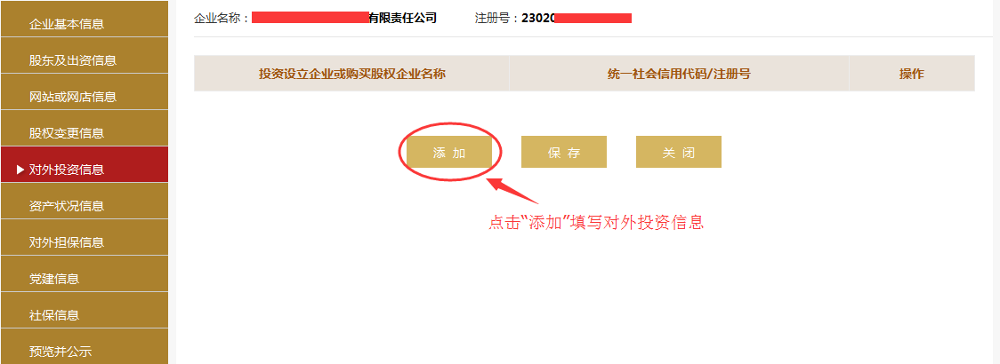 企业基本信息
股东及出资信息
网站或网店信息
股权变更信息
对外投资信息
资产状况信息
对外担保信息
党建信息
社保信息
预览并公示
企业名称： 有限责任公司 注册号：23020
投资设立企业或购买股权企业名称 统一社会信用代码/注册号 操作
添 加 保 存 关 闭
点击“添加”填写对外投资信息